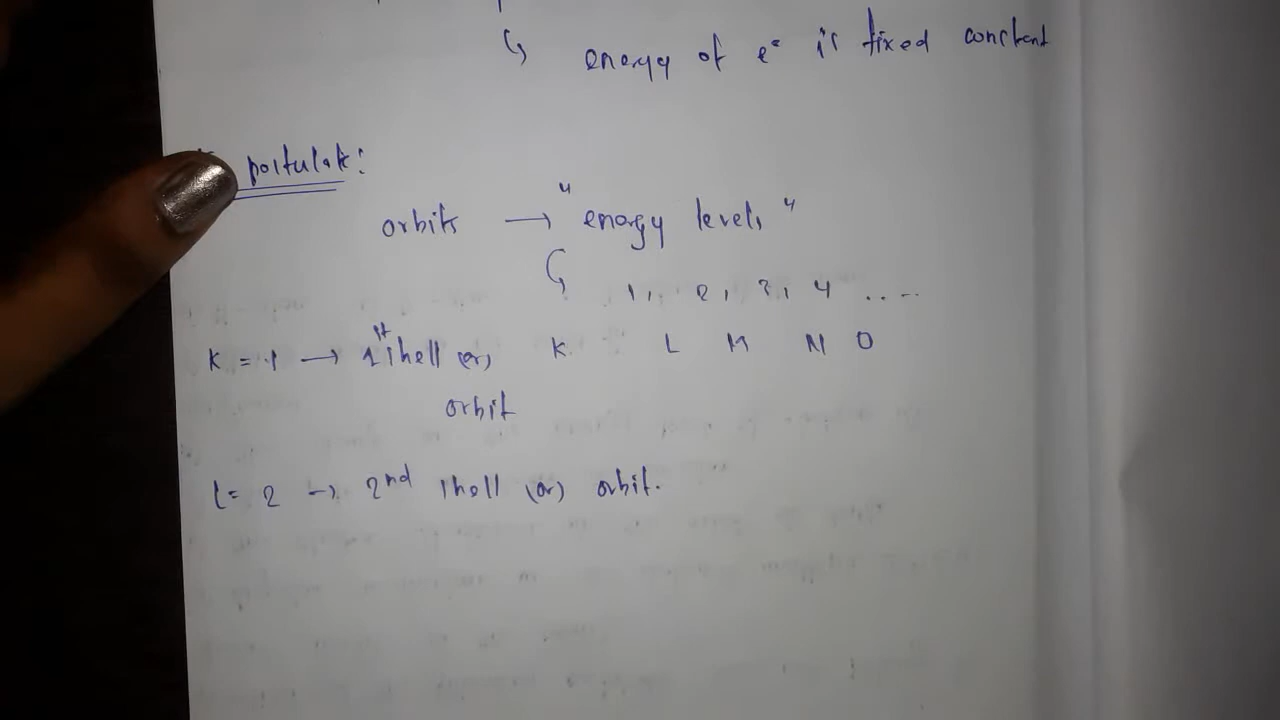 energy of e⁻ is fixed constant
postulate:
orbits → "energy levels"
1, 2, 3, 4 ....
K = 1 → 1st shell (or) K L M N O
orbit
L = 2 → 2nd shell (or) orbit.